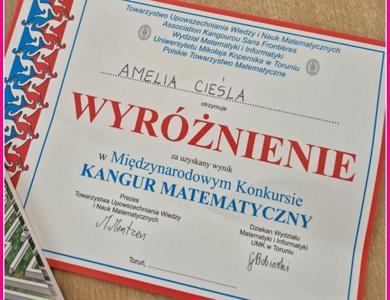 Towarzystwo Upowszechniania Wiedzy i Nauk Matematycznych
Association Kangourou Sans Frontières
Wydział Matematyki i Informatyki
Uniwersytetu Mikołaja Kopernika w Toruniu
Polskie Towarzystwo Matematyczne
AMELIA CIEŚLA
otrzymuje
WYRÓŻNIENIE
za uzyskany wynik
w Międzynarodowym Konkursie
KANGUR MATEMATYCZNY
Prezes
Towarzystwa Upowszechniania Wiedzy
i Nauk Matematycznych
Dziekan Wydziału
Matematyki i Informatyki
UMK w Toruniu
Toruń